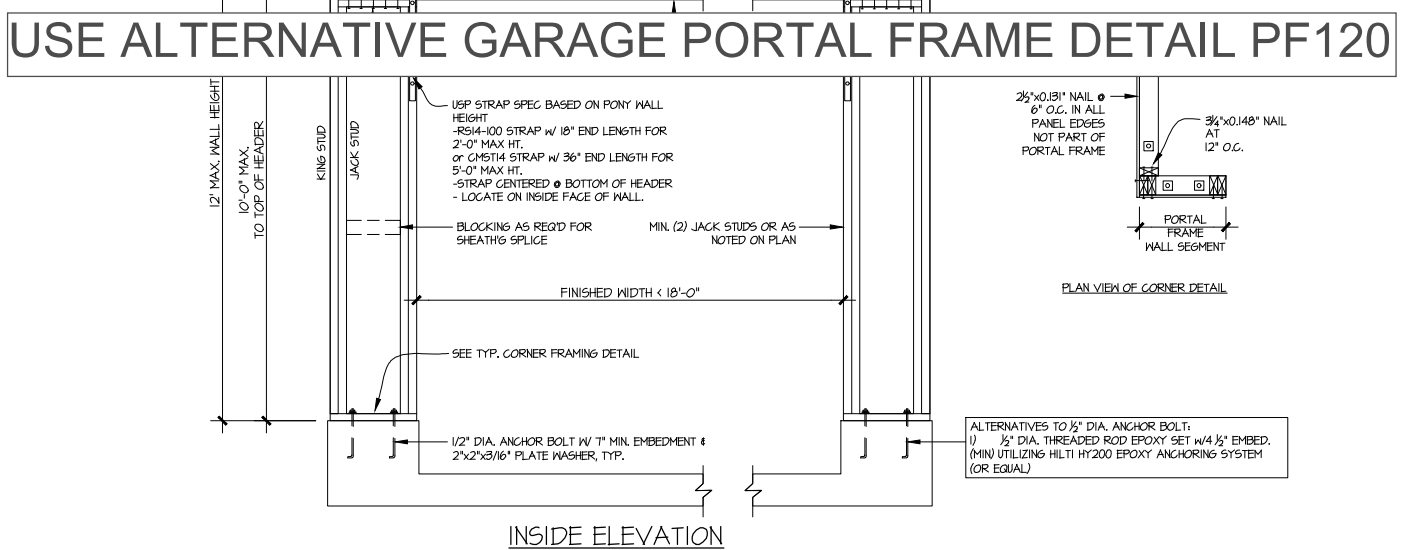 USE ALTERNATIVE GARAGE PORTAL FRAME DETAIL PF120
12' MAX. WALL HEIGHT
10'-0" MAX.
TO TOP OF HEADER
KING STUD
JACK STUD
USP STRAP SPEC BASED ON PONY WALL
HEIGHT
-RS14-100 STRAP W/ 18" END LENGTH FOR
2'-0" MAX HT.
or CMST14 STRAP W/ 36" END LENGTH FOR
5'-0" MAX HT.
-STRAP CENTERED @ BOTTOM OF HEADER
- LOCATE ON INSIDE FACE OF WALL.
BLOCKING AS REQ'D FOR
SHEATH'G SPLICE
MIN. (2) JACK STUDS OR AS
NOTED ON PLAN
FINISHED WIDTH < 18'-0"
SEE TYP. CORNER FRAMING DETAIL
1/2" DIA. ANCHOR BOLT W/ 7" MIN. EMBEDMENT &
2"x2"x3/16" PLATE WASHER, TYP.
INSIDE ELEVATION
2½"x0.131" NAIL @
6" O.C. IN ALL
PANEL EDGES
NOT PART OF
PORTAL FRAME
3¼"x0.148" NAIL
AT
12" O.C.
PORTAL
FRAME
WALL SEGMENT
PLAN VIEW OF CORNER DETAIL
ALTERNATIVES TO ½" DIA. ANCHOR BOLT:
1) ½" DIA. THREADED ROD EPOXY SET W/4 ½" EMBED.
(MIN) UTILIZING HILTI HY200 EPOXY ANCHORING SYSTEM
(OR EQUAL)